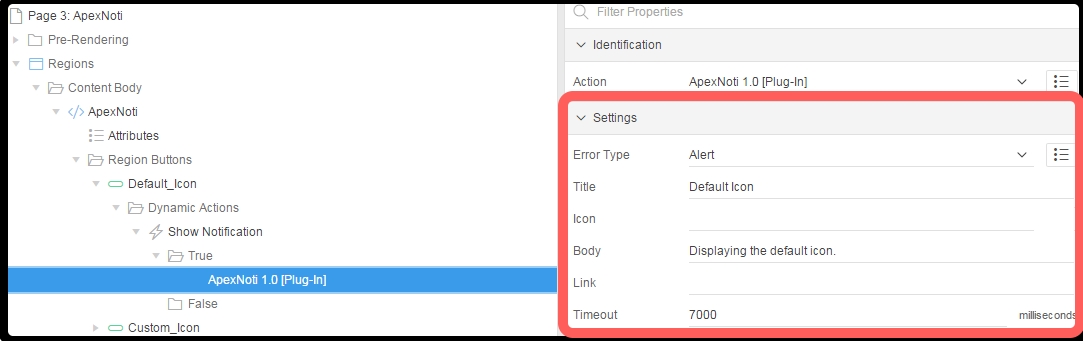 Page 3: ApexNoti
Pre-Rendering
Regions
Content Body
ApexNoti
Attributes
Region Buttons
Default_Icon
Dynamic Actions
Show Notification
True
ApexNoti 1.0 [Plug-In]
False
Custom_Icon
Filter Properties
Identification
Action ApexNoti 1.0 [Plug-In]
Settings
Error Type Alert
Title Default Icon
Icon
Body Displaying the default icon.
Link
Timeout 7000 milliseconds